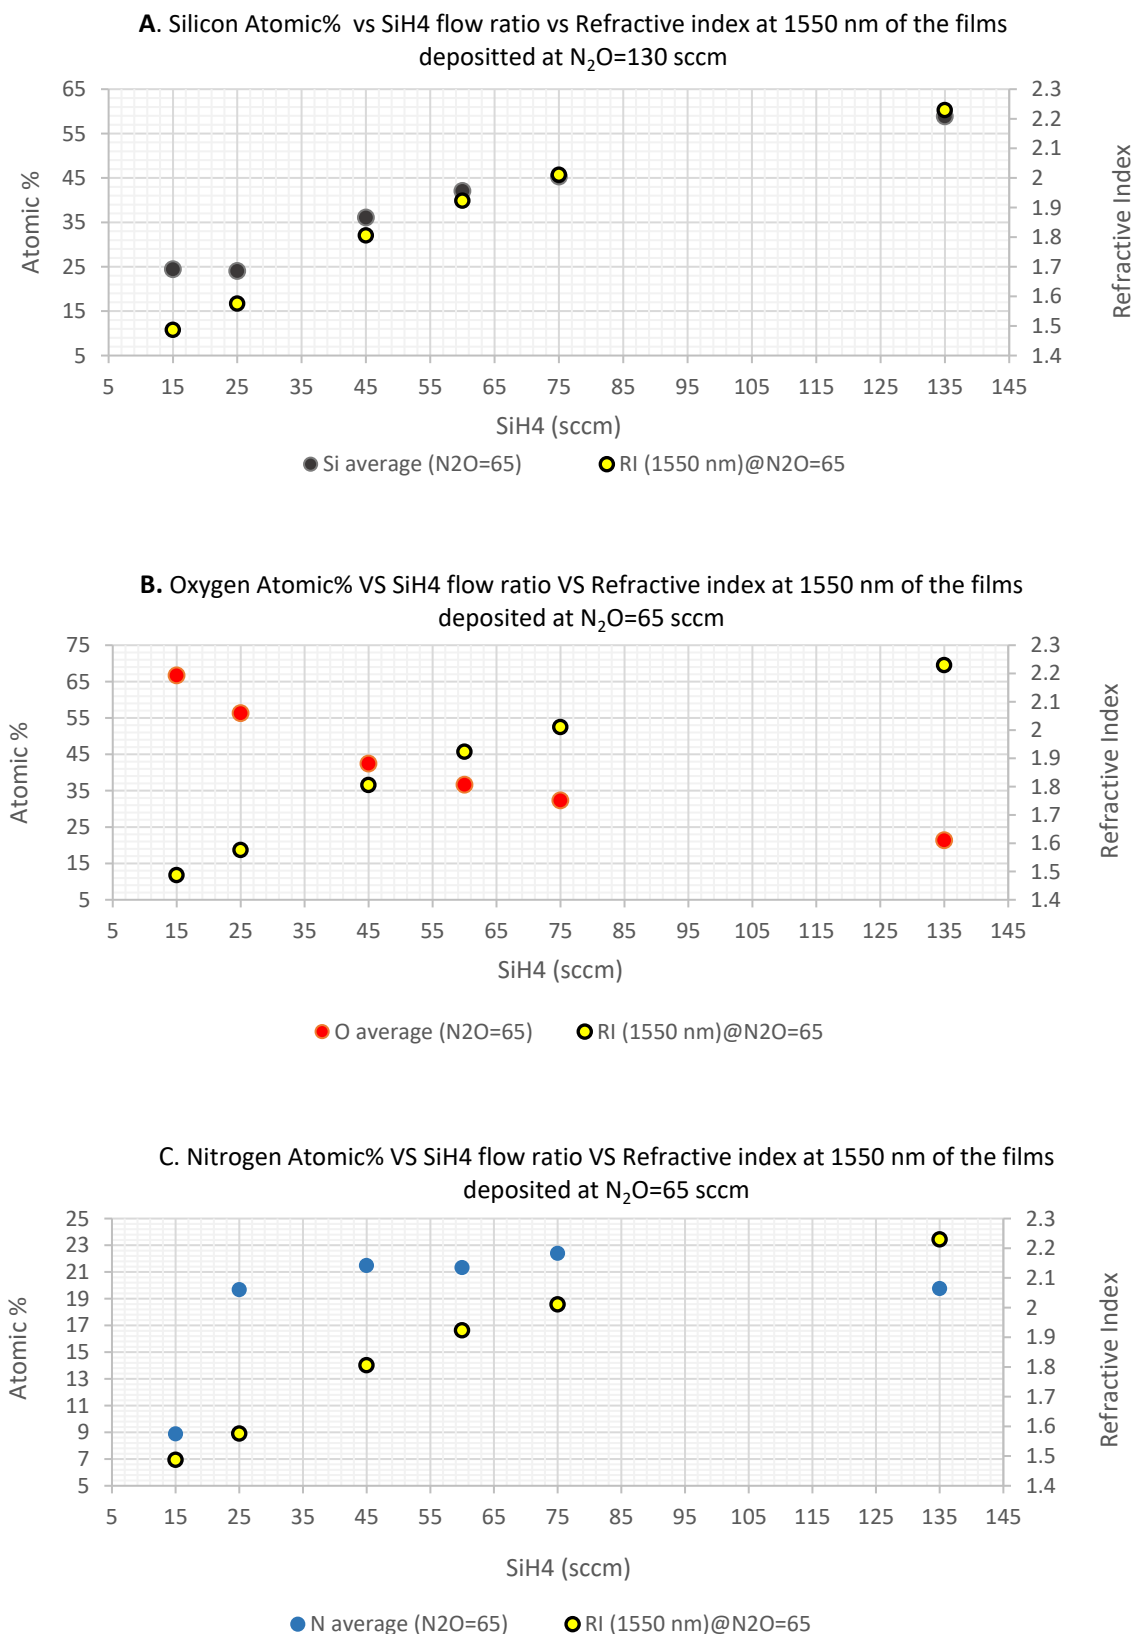 A. Silicon Atomic% vs SiH4 flow ratio vs Refractive index at 1550 nm of the films
depositted at N₂O=130 sccm
65
55
45
35
25
15
5
2.3
2.2
2.1
2
1.9
1.8
1.7
1.6
1.5
1.4
Atomic %
Refractive Index
5 15 25 35 45 55 65 75 85 95 105 115 125 135 145
SiH4 (sccm)
Si average (N2O=65) RI (1550 nm)@N2O=65
B. Oxygen Atomic% VS SiH4 flow ratio VS Refractive index at 1550 nm of the films
deposited at N₂O=65 sccm
75
65
55
45
35
25
15
5
2.3
2.2
2.1
2
1.9
1.8
1.7
1.6
1.5
1.4
Atomic %
Refractive Index
5 15 25 35 45 55 65 75 85 95 105 115 125 135 145
SiH4 (sccm)
O average (N2O=65) RI (1550 nm)@N2O=65
C. Nitrogen Atomic% VS SiH4 flow ratio VS Refractive index at 1550 nm of the films
deposited at N₂O=65 sccm
25
23
21
19
17
15
13
11
9
7
5
2.3
2.2
2.1
2
1.9
1.8
1.7
1.6
1.5
1.4
Atomic %
Refractive Index
5 15 25 35 45 55 65 75 85 95 105 115 125 135 145
SiH4 (sccm)
N average (N2O=65) RI (1550 nm)@N2O=65